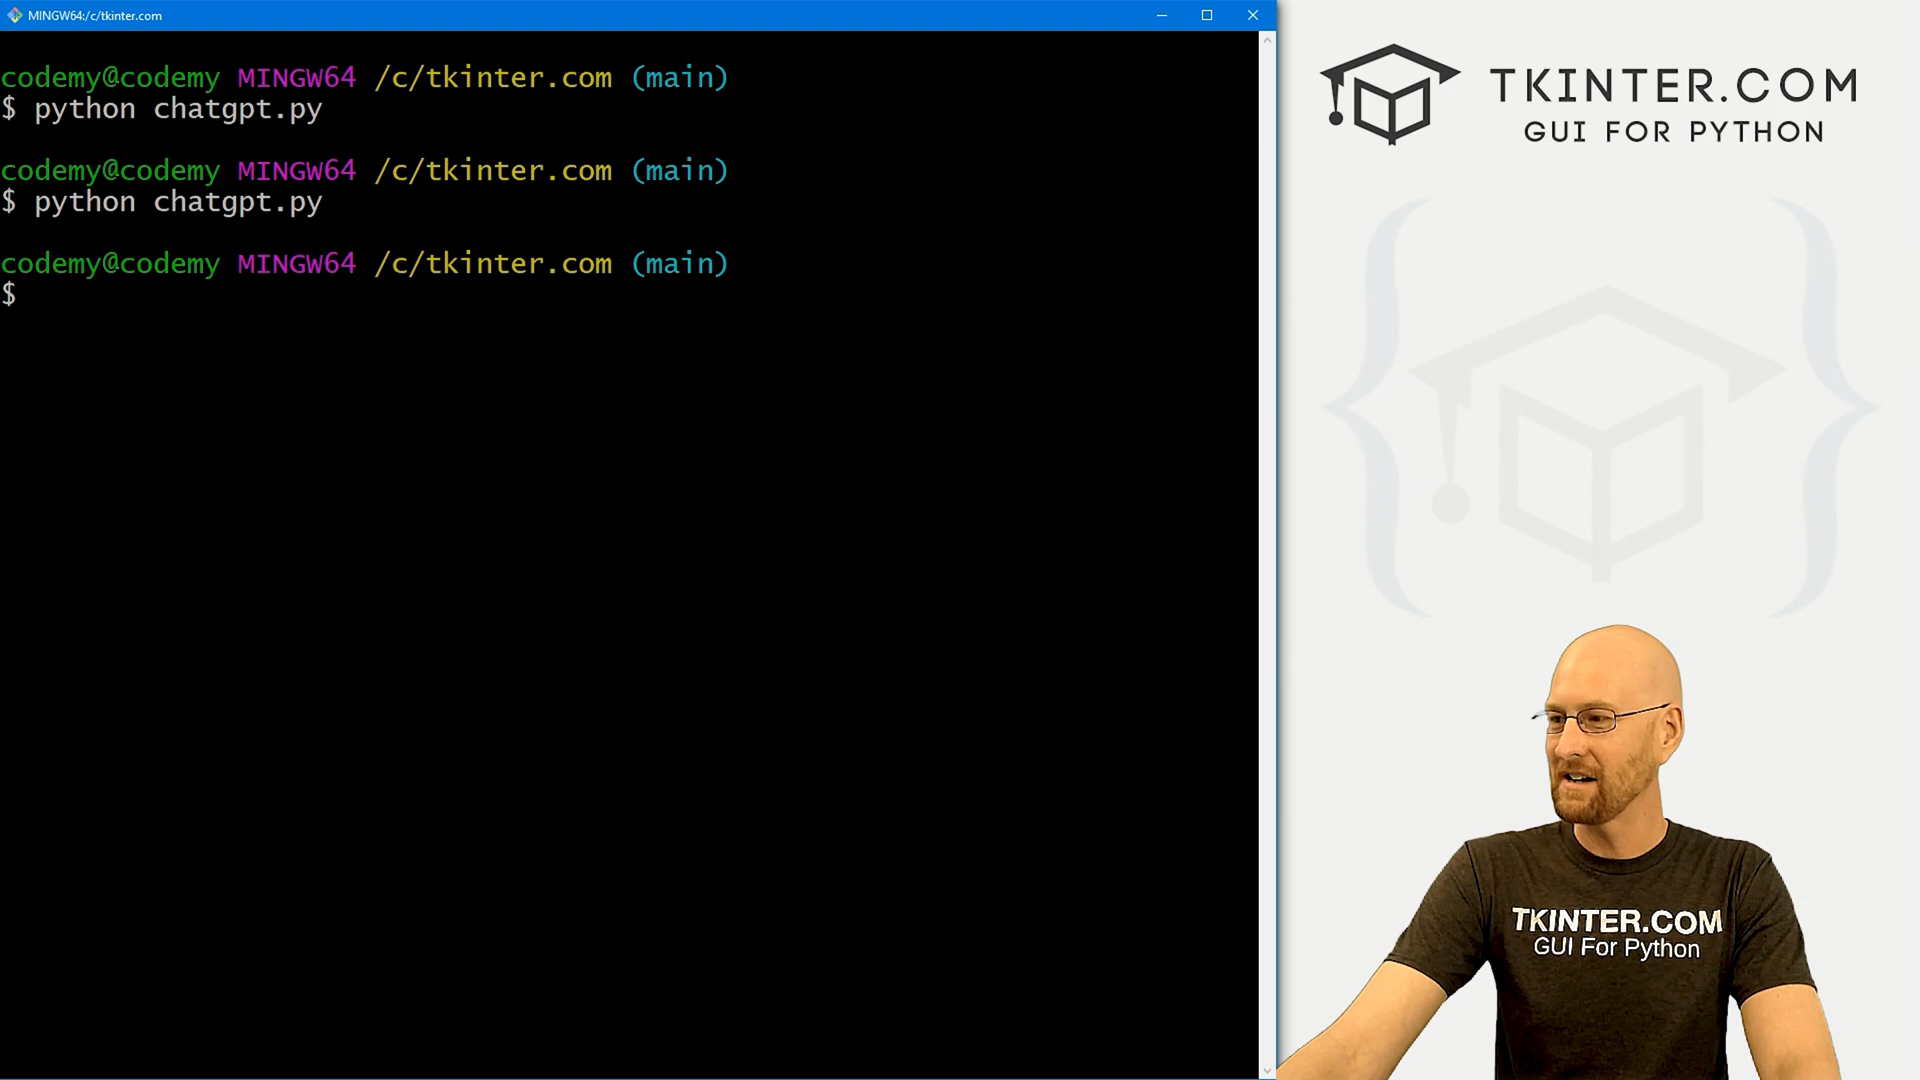 MINGW64:/c/tkinter.com
codemy@codemy MINGW64 /c/tkinter.com (main)
$ python chatgpt.py
codemy@codemy MINGW64 /c/tkinter.com (main)
$ python chatgpt.py
codemy@codemy MINGW64 /c/tkinter.com (main)
$
TKINTER.COM
GUI FOR PYTHON
TKINTER.COM
GUI For Python